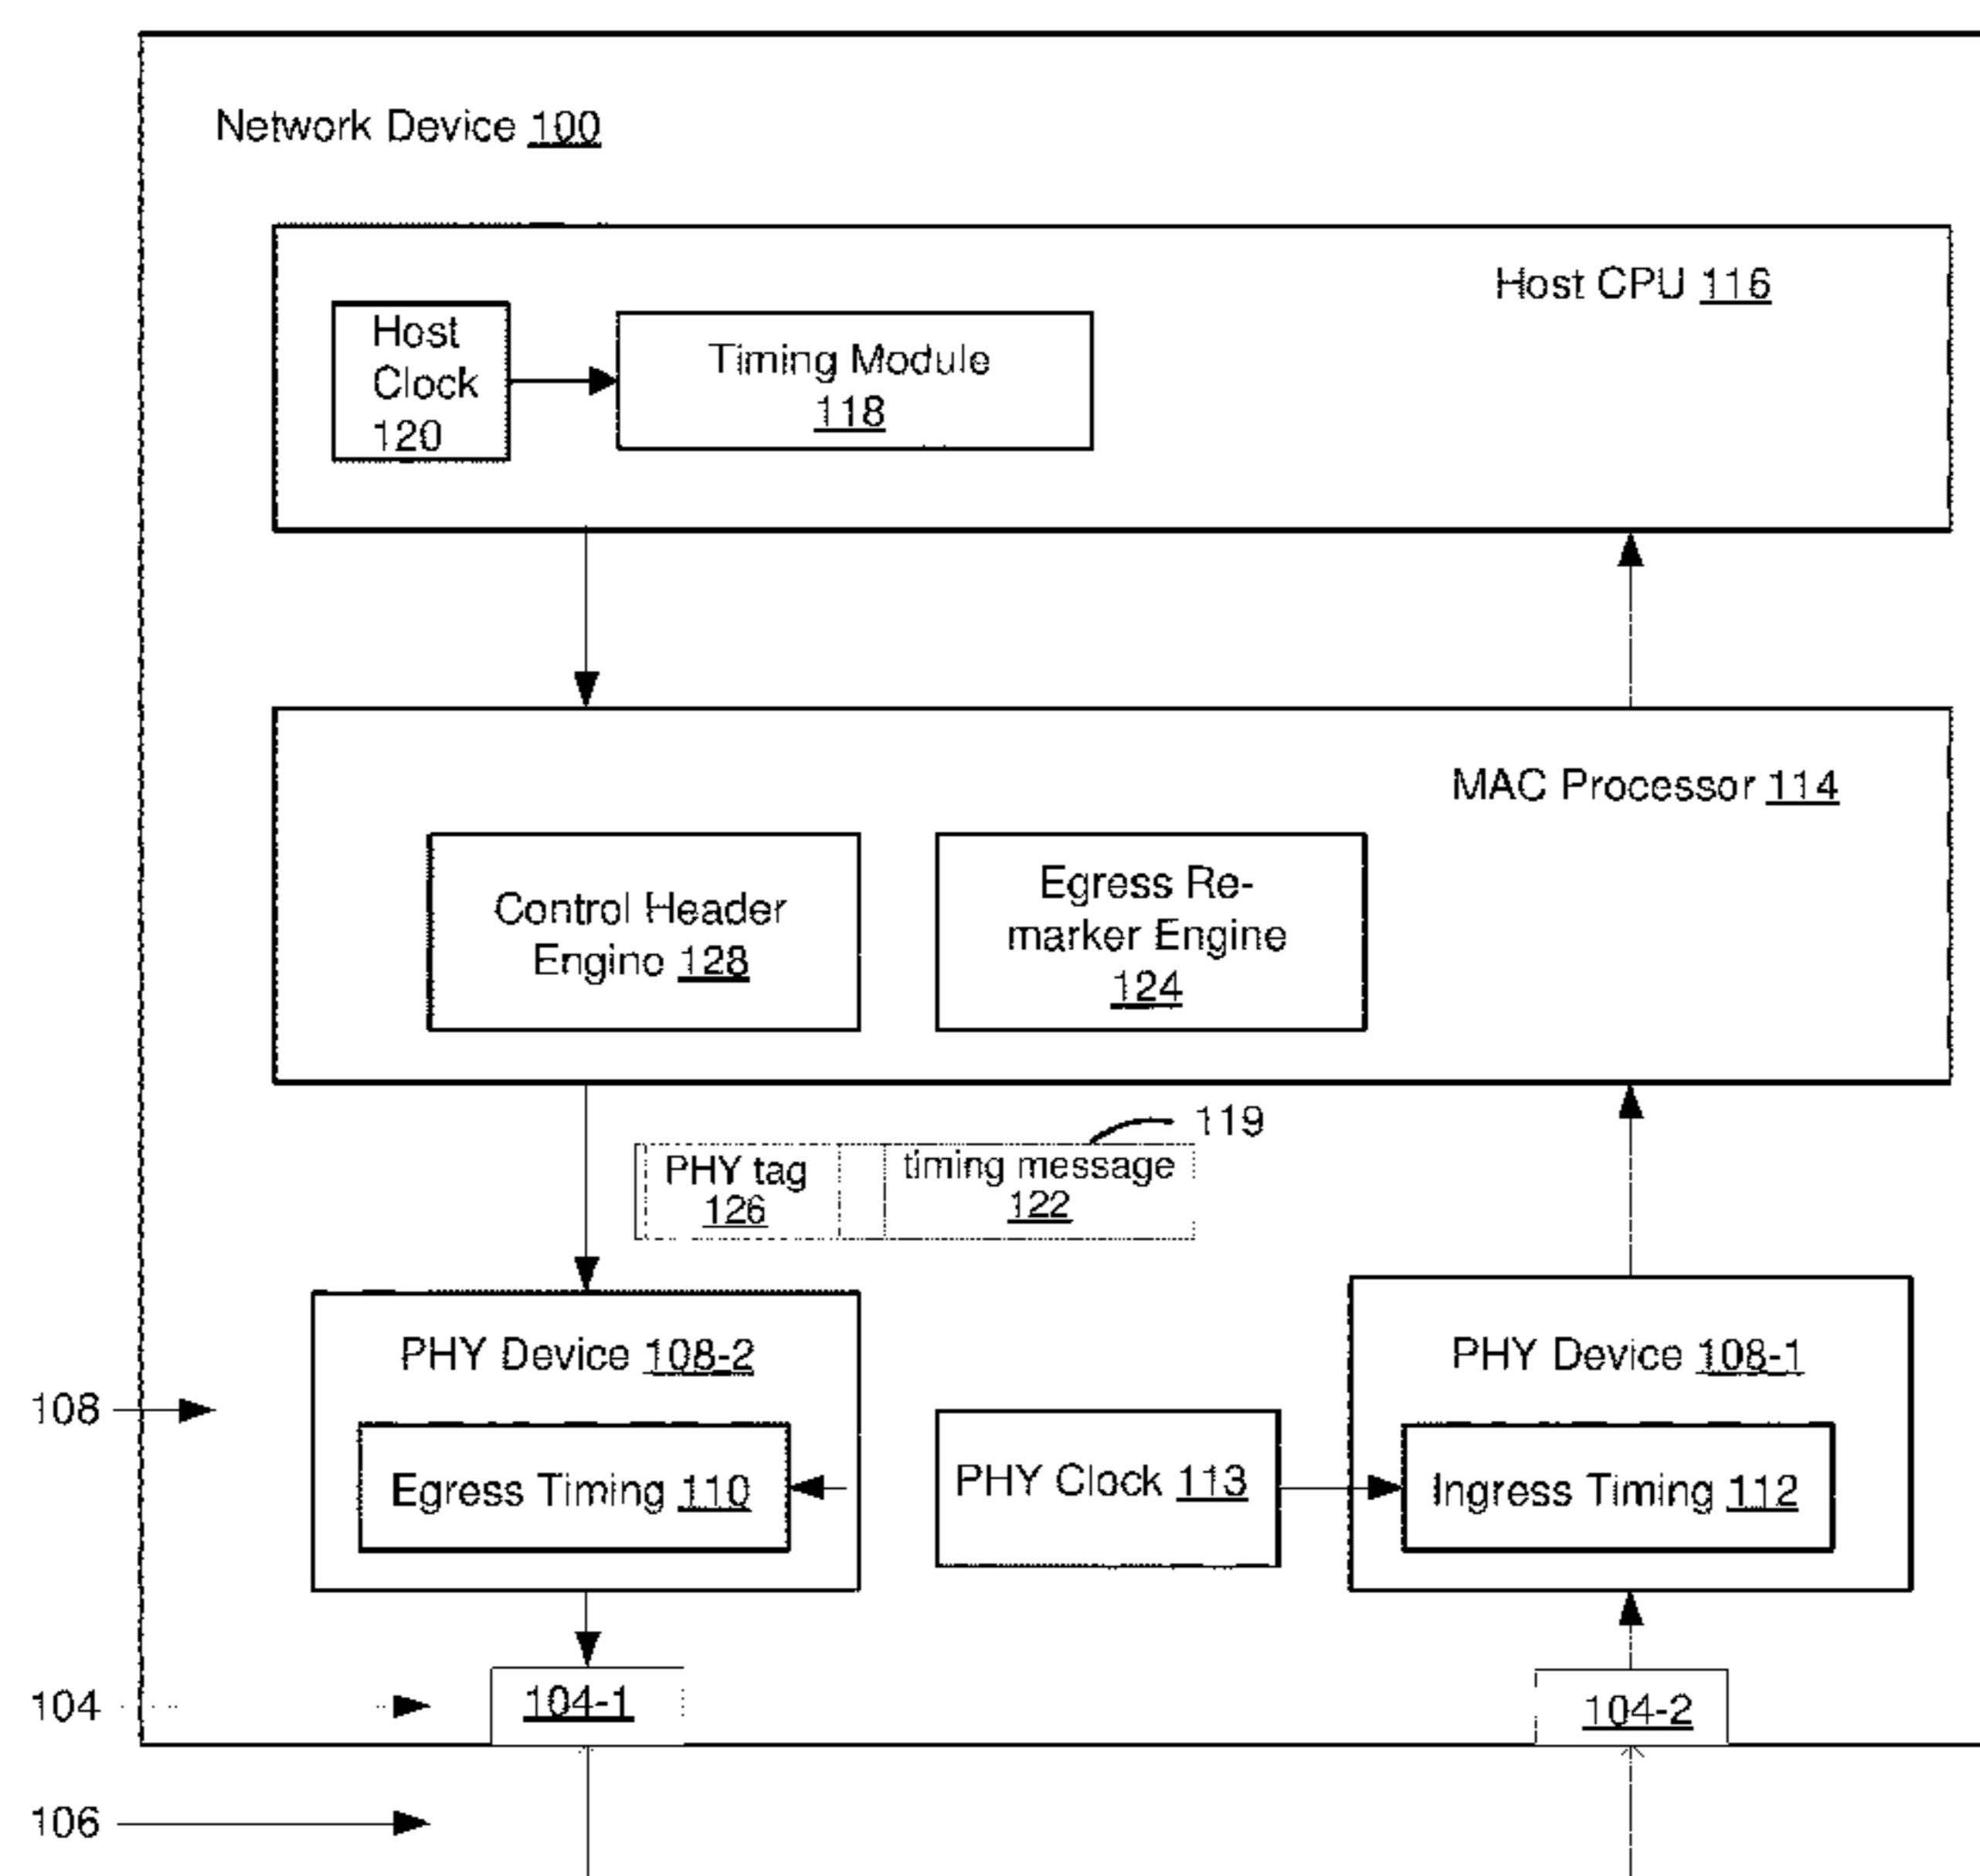 Network Device 100
Host CPU 116
Host
Clock
120
Timing Module
118
MAC Processor 114
Control Header
Engine 128
Egress Re-
marker Engine
124
119
PHY tag
126
timing message
122
PHY Device 108-2
PHY Device 108-1
108
Egress Timing 110
PHY Clock 113
Ingress Timing 112
104
104-1
104-2
106